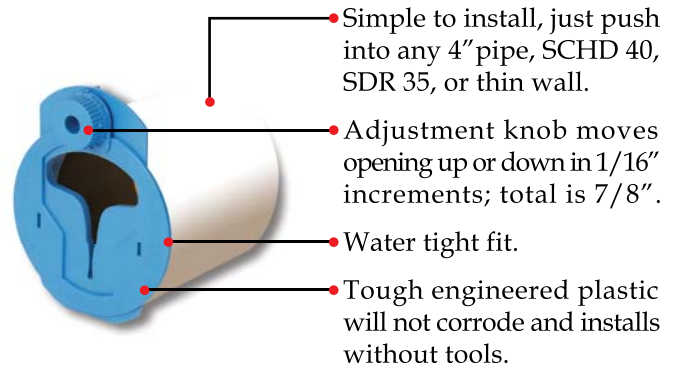 Simple to install, just push
into any 4”pipe, SCHD 40,
SDR 35, or thin wall.
Adjustment knob moves
opening up or down in 1/16”
increments; total is 7/8”.
Water tight fit.
Tough engineered plastic
will not corrode and installs
without tools.